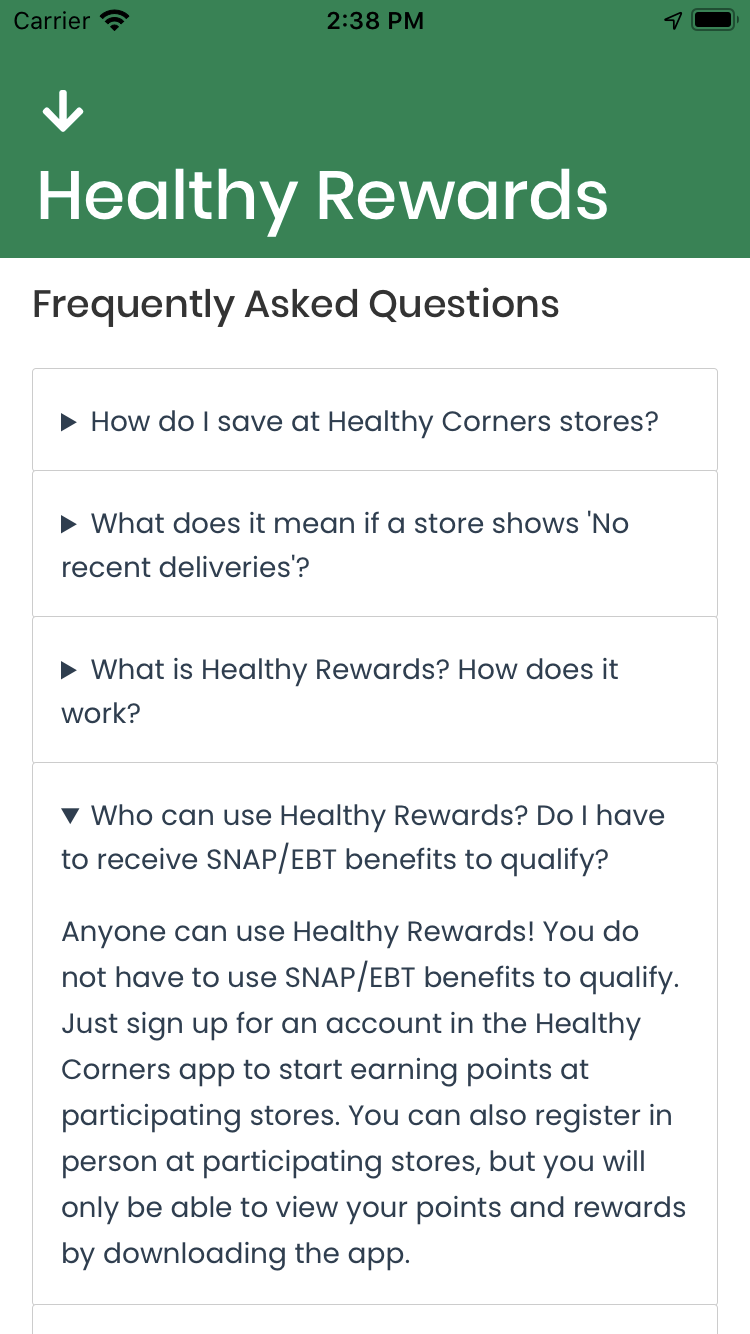 Carrier 2:38 PM
Healthy Rewards
Frequently Asked Questions
How do I save at Healthy Corners stores?
What does it mean if a store shows 'No
recent deliveries'?
What is Healthy Rewards? How does it
work?
Who can use Healthy Rewards? Do I have
to receive SNAP/EBT benefits to qualify?
Anyone can use Healthy Rewards! You do
not have to use SNAP/EBT benefits to qualify.
Just sign up for an account in the Healthy
Corners app to start earning points at
participating stores. You can also register in
person at participating stores, but you will
only be able to view your points and rewards
by downloading the app.